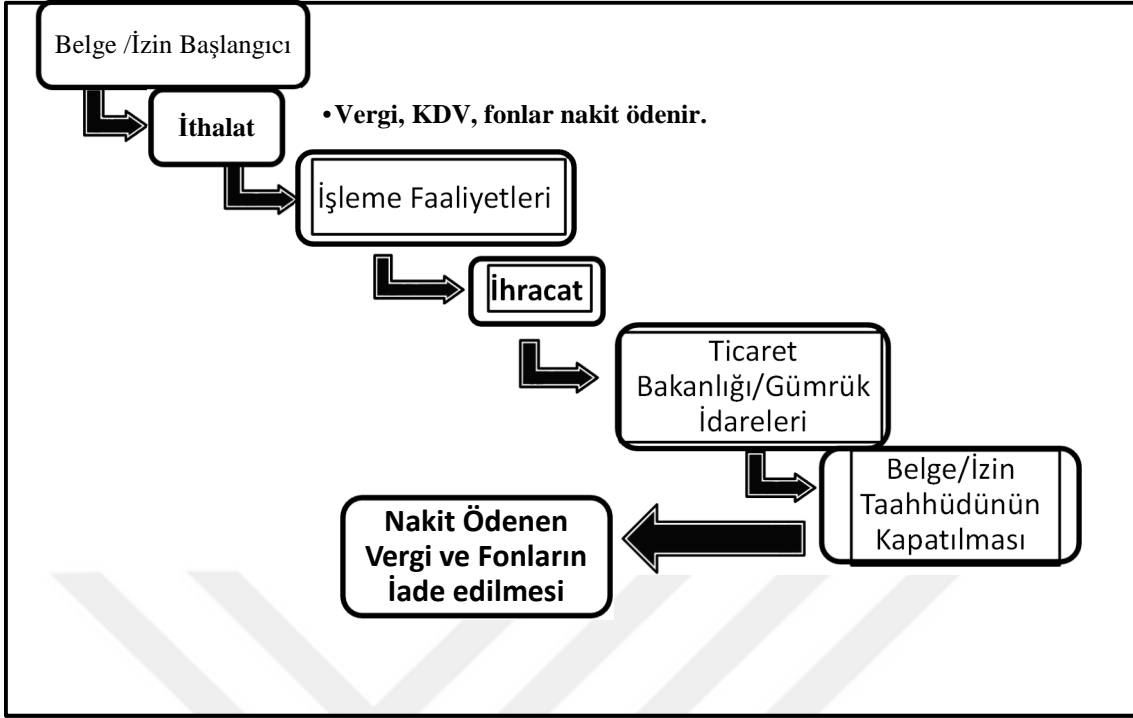 Belge /İzin Başlangıcı
İthalat
•Vergi, KDV, fonlar nakit ödenir.
İşleme Faaliyetleri
İhracat
Ticaret
Bakanlığı/Gümrük
İdareleri
Belge/İzin
Taahhüdünün
Kapatılması
Nakit Ödenen
Vergi ve Fonların
İade edilmesi